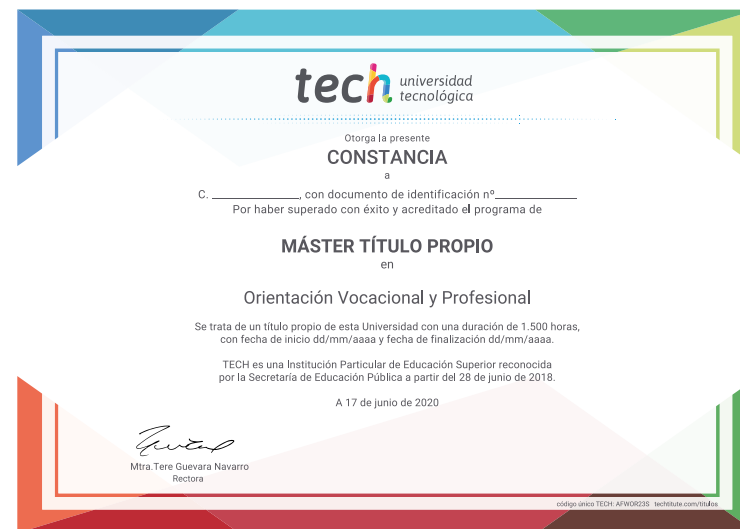 tech universidad
tecnológica
Otorga la presente
CONSTANCIA
a
C. ________________, con documento de identificación nº______________
Por haber superado con éxito y acreditado el programa de
MÁSTER TÍTULO PROPIO
en
Orientación Vocacional y Profesional
Se trata de un título propio de esta Universidad con una duración de 1.500 horas,
con fecha de inicio dd/mm/aaaa y fecha de finalización dd/mm/aaaa.
TECH es una Institución Particular de Educación Superior reconocida
por la Secretaría de Educación Pública a partir del 28 de junio de 2018.
A 17 de junio de 2020
Mtra.Tere Guevara Navarro
Rectora
código único TECH: AFWOR23S techtitute.com/titulos